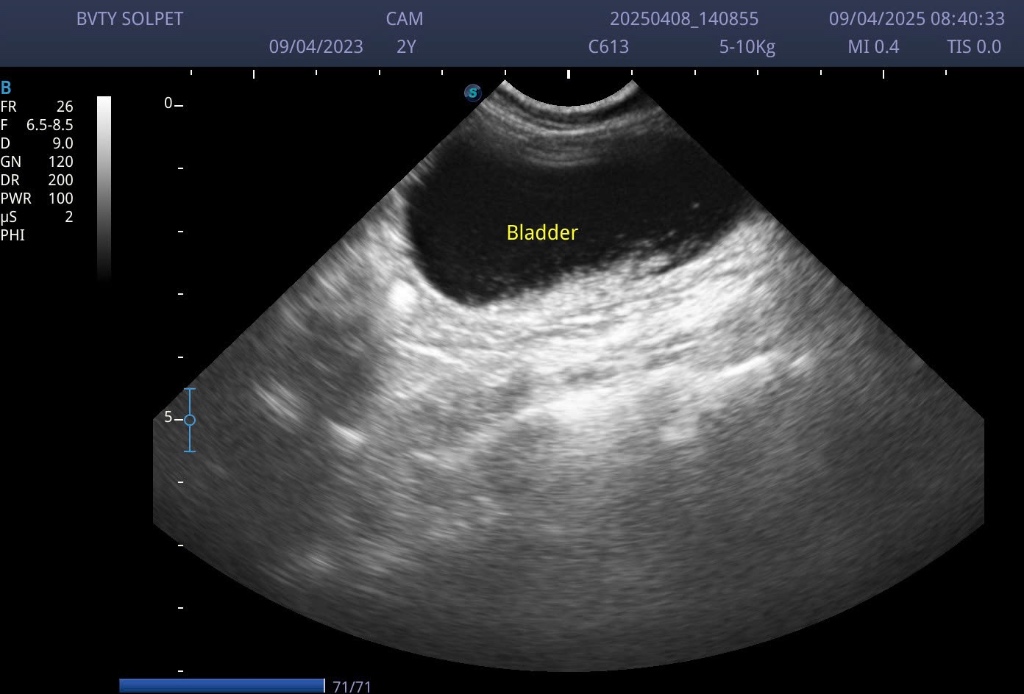 BVTY SOLPET CAM 20250408_140855 09/04/2025 08:40:33
09/04/2023 2Y C613 5-10Kg MI 0.4 TIS 0.0
B
FR 26
F 6.5-8.5
D 9.0
GN 120
DR 200
PWR 100
µS 2
PHI
S
0
Bladder
5
71/71